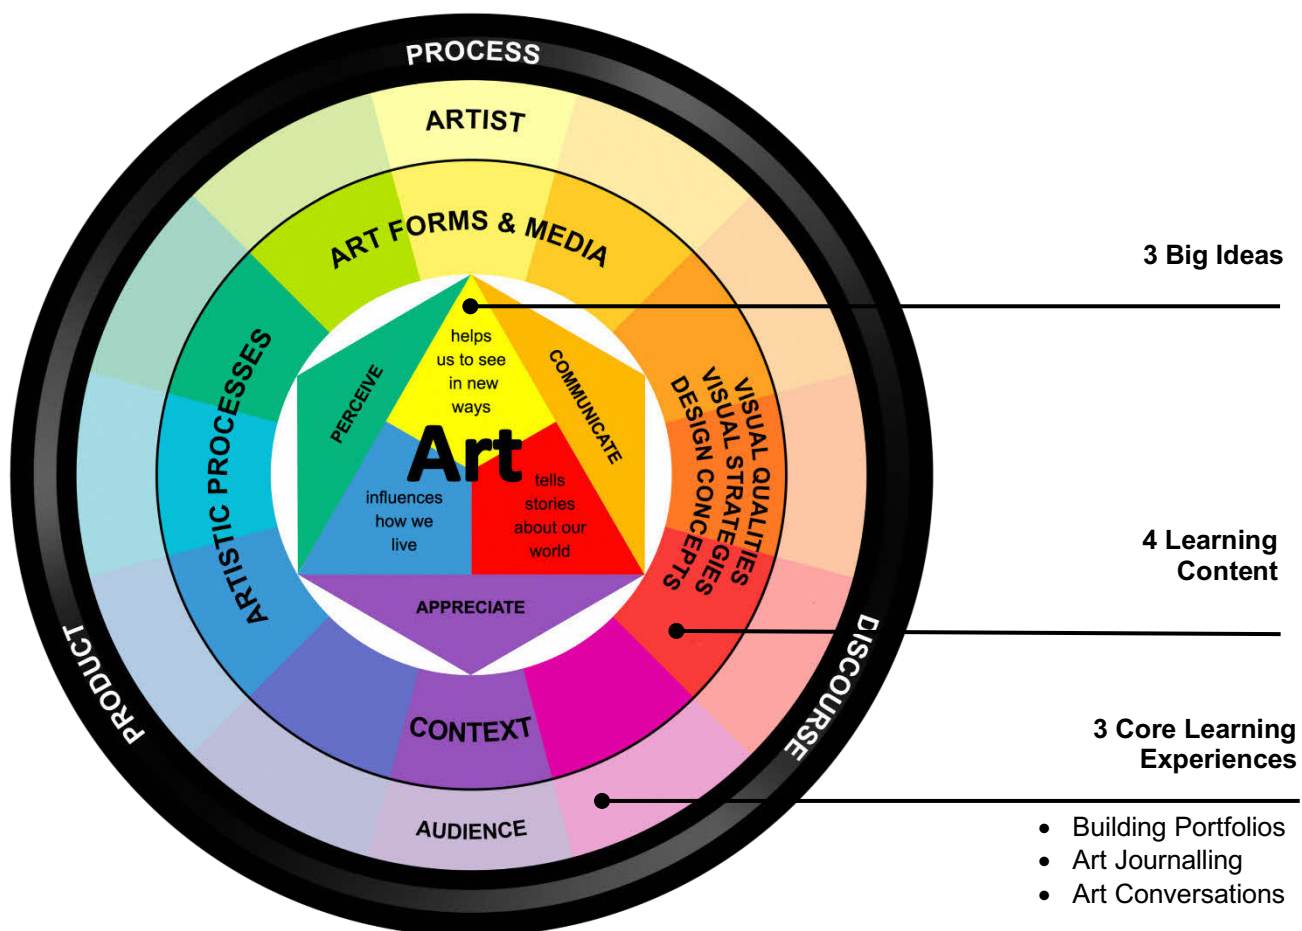 PROCESS
ARTIST
ART FORMS & MEDIA
3 Big Ideas
helps
us to see
in new
ways
PERCEIVE
COMMUNICATE
ARTISTIC PROCESSES
VISUAL QUALITIES
VISUAL STRATEGIES
DESIGN CONCEPTS
Art
influences
how we
live
tells
stories
about our
world
4 Learning
Content
APPRECIATE
PRODUCT
DISCOURSE
CONTEXT
3 Core Learning
Experiences
AUDIENCE
• Building Portfolios
• Art Journalling
• Art Conversations